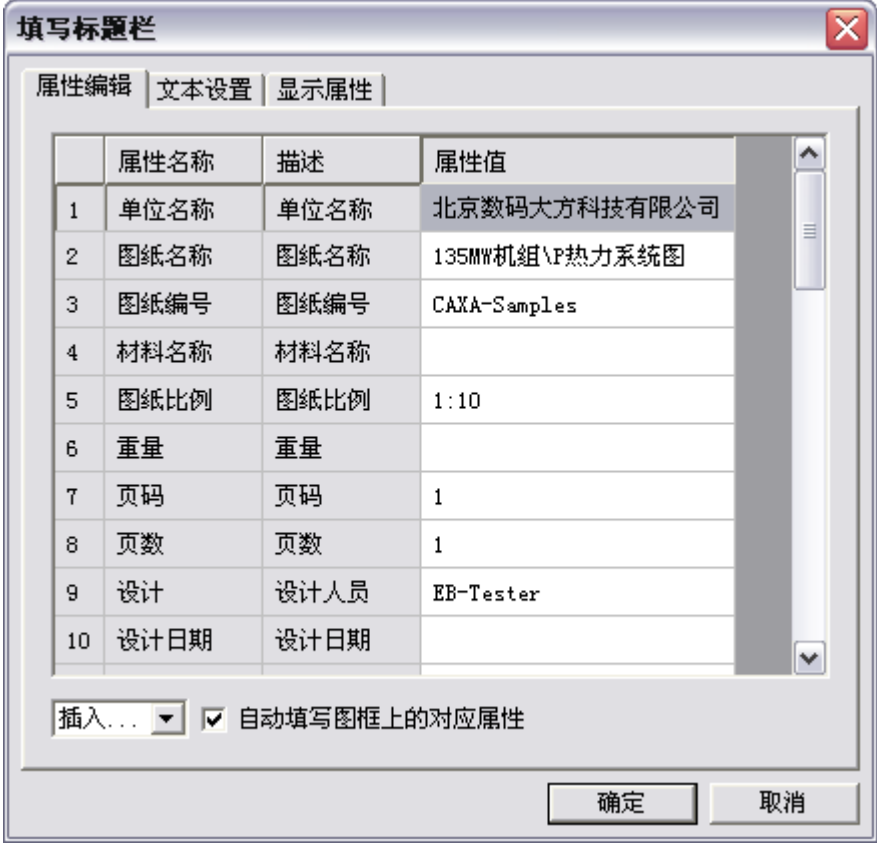 填写标题栏
属性编辑 文本设置 显示属性
属性名称 描述 属性值
1 单位名称 单位名称 北京数码大方科技有限公司
2 图纸名称 图纸名称 135MW机组\P热力系统图
3 图纸编号 图纸编号 CAXA-Samples
4 材料名称 材料名称
5 图纸比例 图纸比例 1:10
6 重量 重量
7 页码 页码 1
8 页数 页数 1
9 设计 设计人员 EB-Tester
10 设计日期 设计日期
插入... 自动填写图框上的对应属性
确定 取消